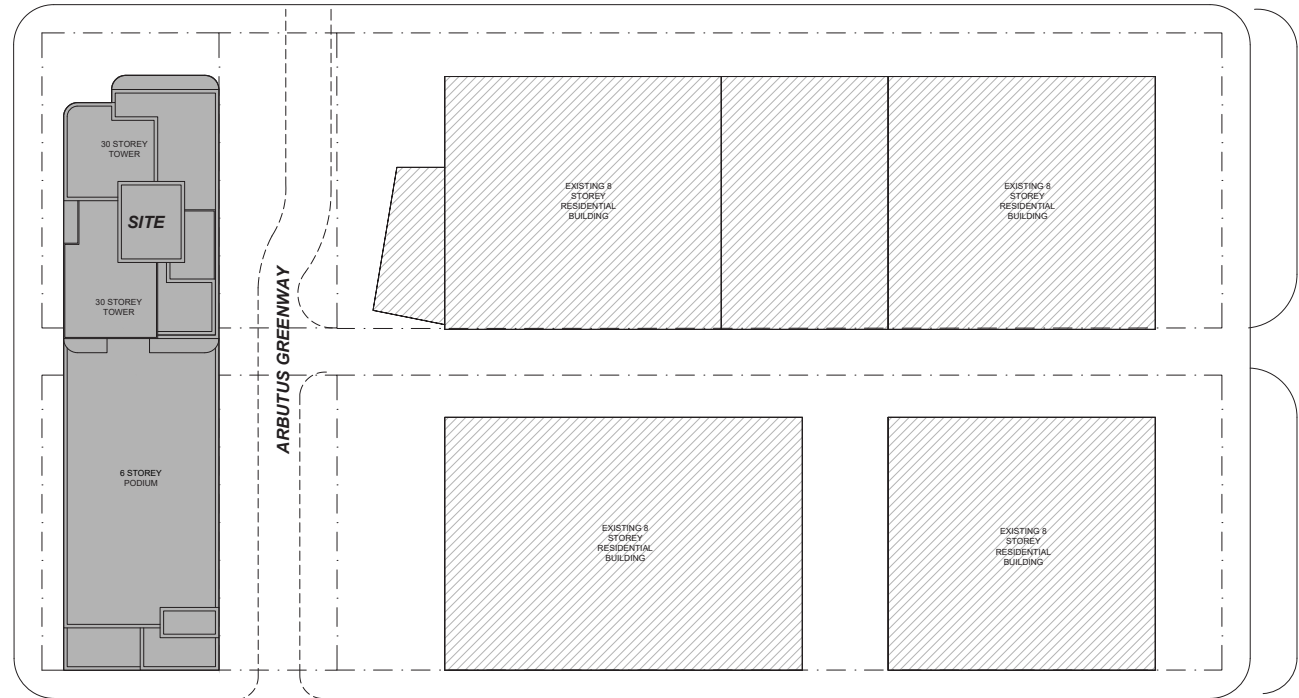 30 STOREY
TOWER
SITE
30 STOREY
TOWER
6 STOREY
PODIUM
ARBUTUS GREENWAY
EXISTING 8
STOREY
RESIDENTIAL
BUILDING
EXISTING 8
STOREY
RESIDENTIAL
BUILDING
EXISTING 8
STOREY
RESIDENTIAL
BUILDING
EXISTING 8
STOREY
RESIDENTIAL
BUILDING